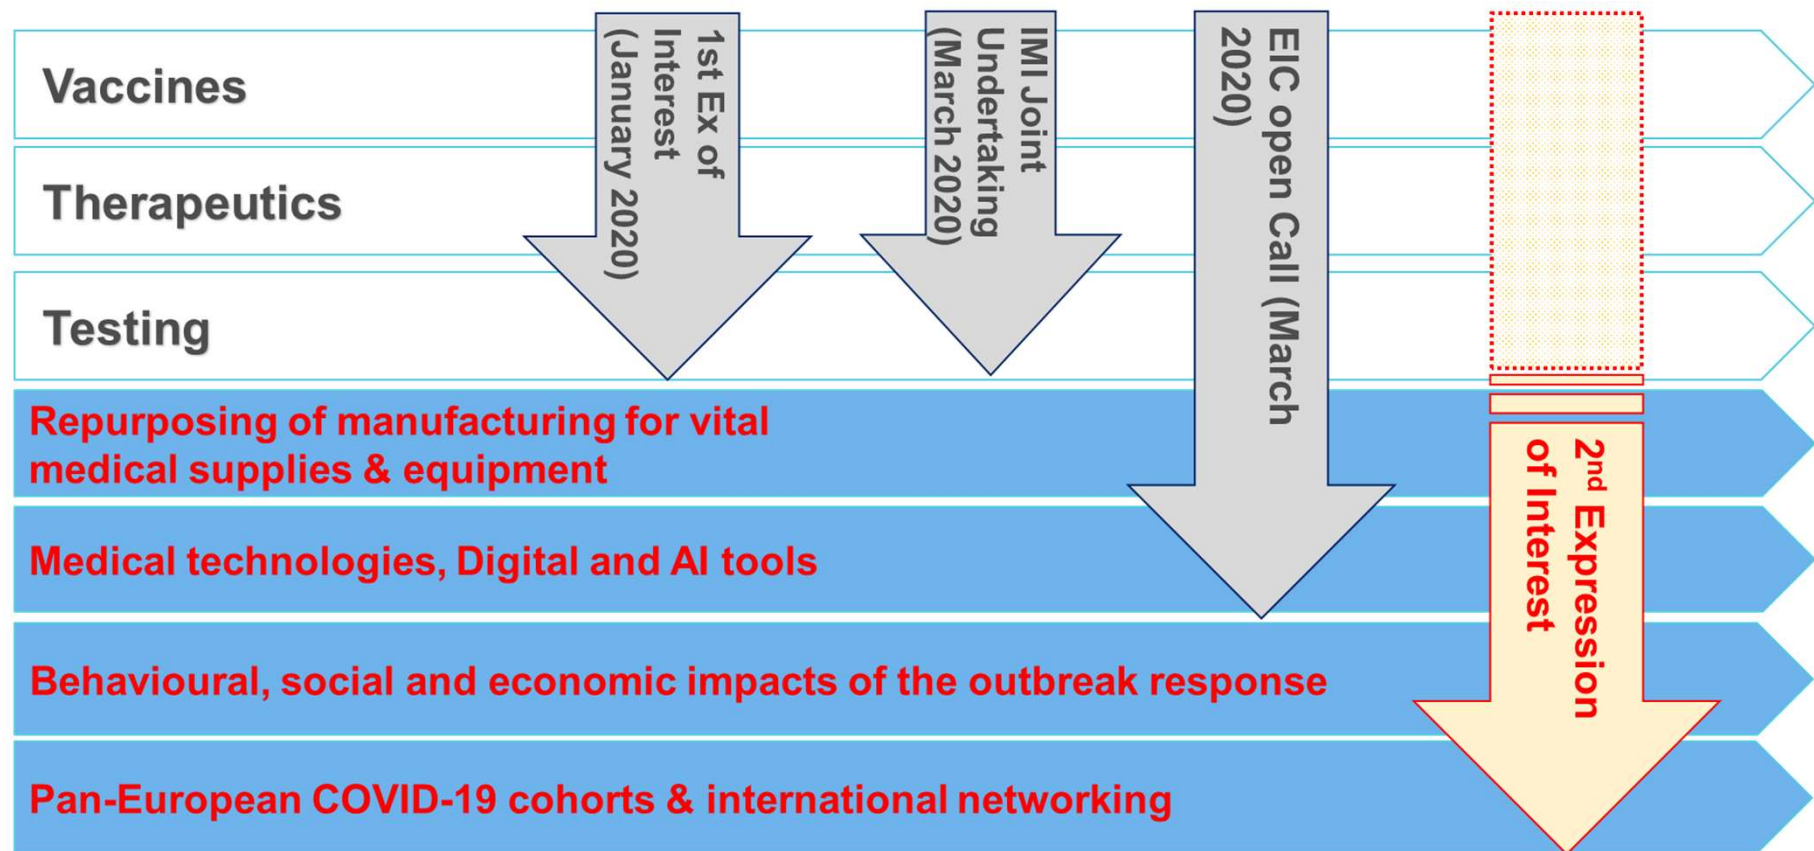 Vaccines
Therapeutics
Testing
Repurposing of manufacturing for vital
medical supplies & equipment
Medical technologies, Digital and AI tools
Behavioural, social and economic impacts of the outbreak response
Pan-European COVID-19 cohorts & international networking
1st Ex of
Interest
(January 2020)
IMI Joint
Undertaking
(March 2020)
EIC open Call (March
2020)
2nd Expression
of Interest